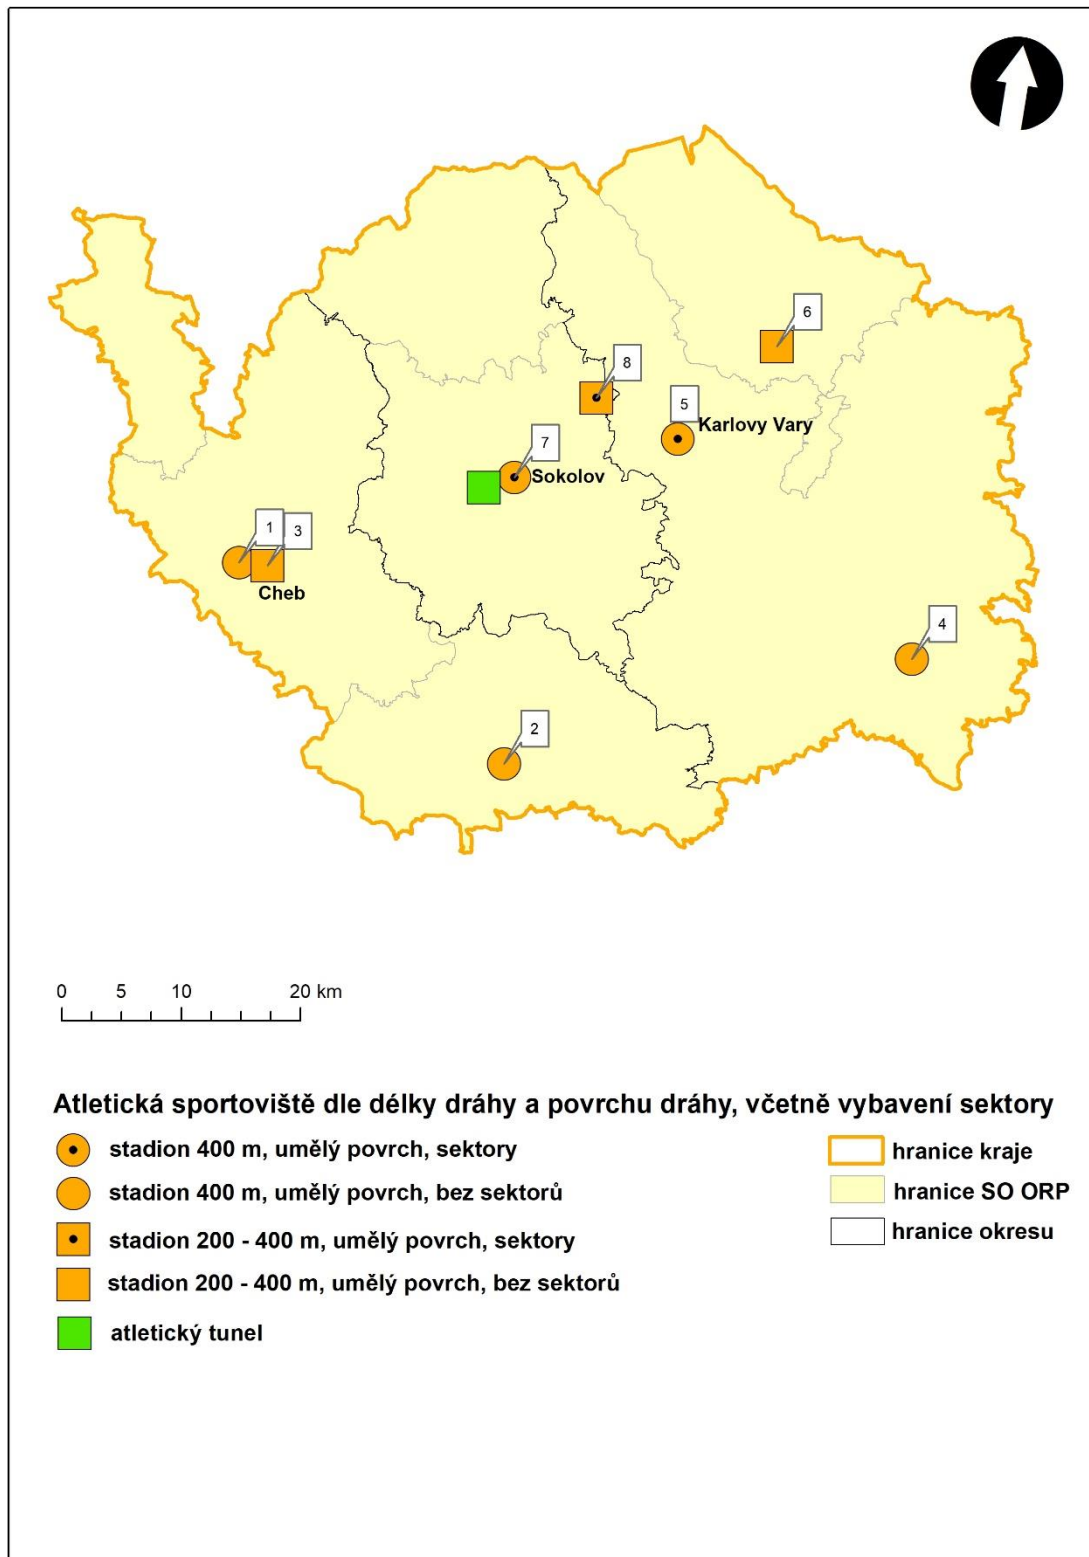 6
8
5
Karlovy Vary
7
Sokolov
1
3
Cheb
4
2
0 5 10 20 km
Atletická sportoviště dle délky dráhy a povrchu dráhy, včetně vybavení sektory
stadion 400 m, umělý povrch, sektory
stadion 400 m, umělý povrch, bez sektorů
stadion 200 - 400 m, umělý povrch, sektory
stadion 200 - 400 m, umělý povrch, bez sektorů
atletický tunel
hranice kraje
hranice SO ORP
hranice okresu